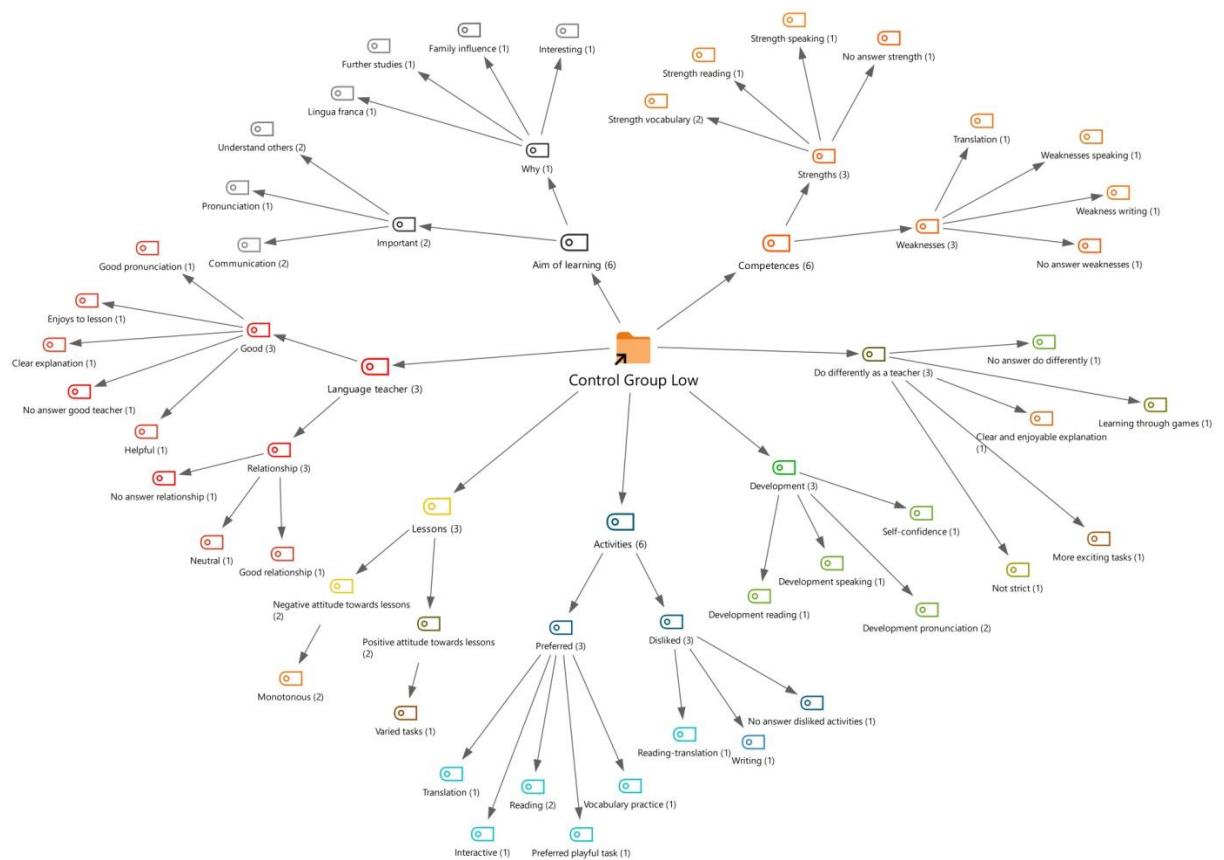 Strength speaking (1)
Family influence (1)
Interesting (1)
No answer strength (1)
Further studies (1)
Strength reading (1)
Lingua franca (1)
Strength vocabulary (2)
Understand others (2)
Translation (1)
Weaknesses speaking (1)
Why (1)
Strengths (3)
Pronunciation (1)
Weakness writing (1)
Important (2)
Weaknesses (3)
Communication (2)
Aim of learning (6)
Competences (6)
No answer weaknesses (1)
Good pronunciation (1)
Enjoys to lesson (1)
Good (3)
Clear explanation (1)
No answer do differently (1)
Do differently as a teacher (3)
Control Group Low
Language teacher (3)
No answer good teacher (1)
Learning through games (1)
Clear and enjoyable explanation
(1)
Helpful (1)
Relationship (3)
Development (3)
No answer relationship (1)
Lessons (3)
Self-confidence (1)
Activities (6)
More exciting tasks (1)
Neutral (1)
Good relationship (1)
Development speaking (1)
Not strict (1)
Negative attitude towards lessons
(2)
Development reading (1)
Development pronunciation (2)
Positive attitude towards lessons
(2)
Preferred (3)
Disliked (3)
Monotonous (2)
No answer disliked activities (1)
Varied tasks (1)
Reading-translation (1)
Writing (1)
Translation (1)
Reading (2)
Vocabulary practice (1)
Interactive (1)
Preferred playful task (1)